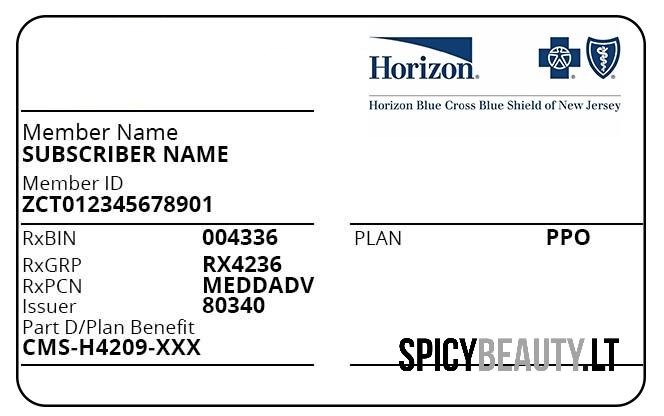 Horizon®
Horizon Blue Cross Blue Shield of New Jersey
Member Name
SUBSCRIBER NAME
Member ID
ZCT012345678901
RxBIN 004336
PLAN PPO
RxGRP RX4236
RxPCN MEDDADV
Issuer 80340
Part D/Plan Benefit
CMS-H4209-XXX
SPICYBEAUTY.LT